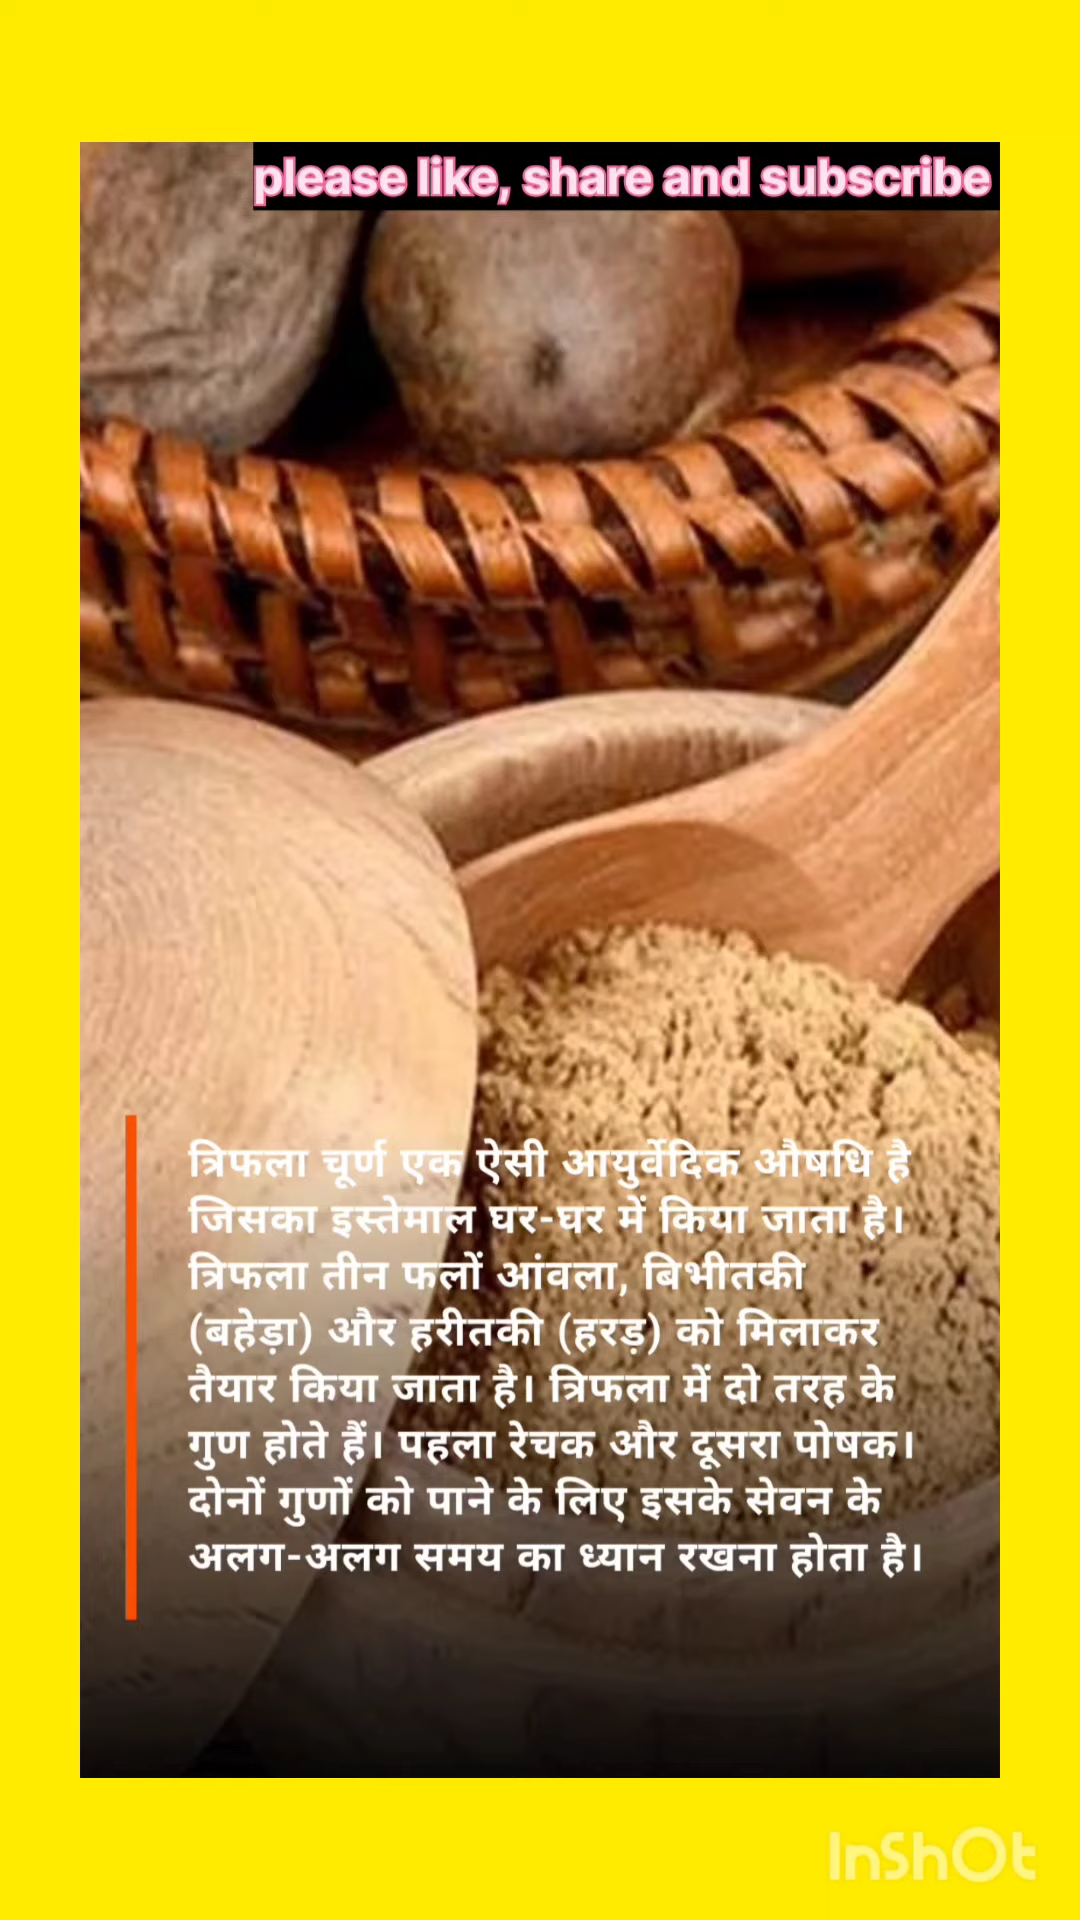 please like, share and subscribe
त्रिफला चूर्ण एक ऐसी आयुर्वेदिक औषधि है
जिसका इस्तेमाल घर-घर में किया जाता है।
त्रिफला तीन फलों आंवला, बिभीतकी
(बहेड़ा) और हरीतकी (हरड़) को मिलाकर
तैयार किया जाता है। त्रिफला में दो तरह के
गुण होते हैं। पहला रेचक और दूसरा पोषक।
दोनों गुणों को पाने के लिए इसके सेवन के
अलग-अलग समय का ध्यान रखना होता है।
InShOt